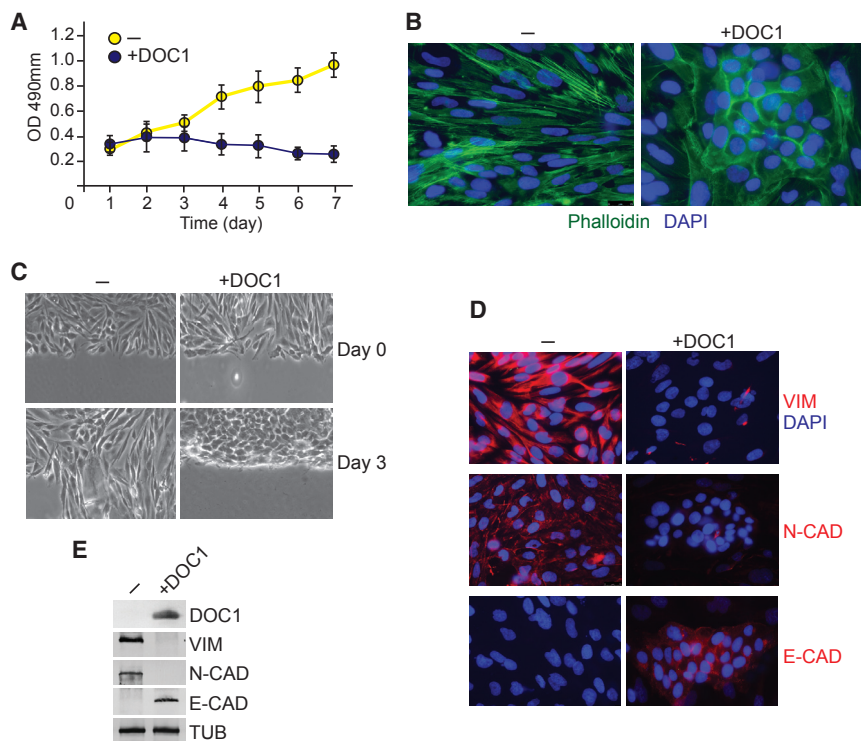 A
–
+DOC1
OD 490mm
1.2
1.0
0.8
0.6
0.4
0.2
0
1 2 3 4 5 6 7
Time (day)
B
– +DOC1
Phalloidin DAPI
C
– +DOC1
Day 0
Day 3
D
– +DOC1
VIM
DAPI
N-CAD
E-CAD
E
– +DOC1
DOC1
VIM
N-CAD
E-CAD
TUB